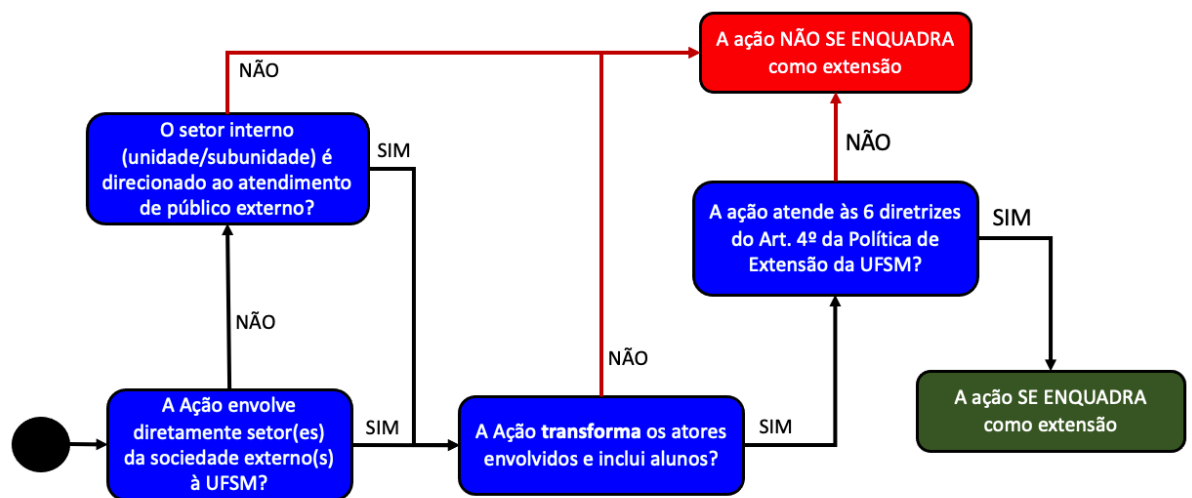 A ação NÃO SE ENQUADRA
como extensão
NÃO
O setor interno
(unidade/subunidade) é
direcionado ao atendimento
de público externo?
SIM
NÃO
A ação atende às 6 diretrizes
do Art. 4º da Política de
Extensão da UFSM?
SIM
NÃO
NÃO
A Ação envolve
diretamente setor(es)
da sociedade externo(s)
à UFSM?
SIM
A Ação transforma os atores
envolvidos e inclui alunos?
SIM
A ação SE ENQUADRA
como extensão